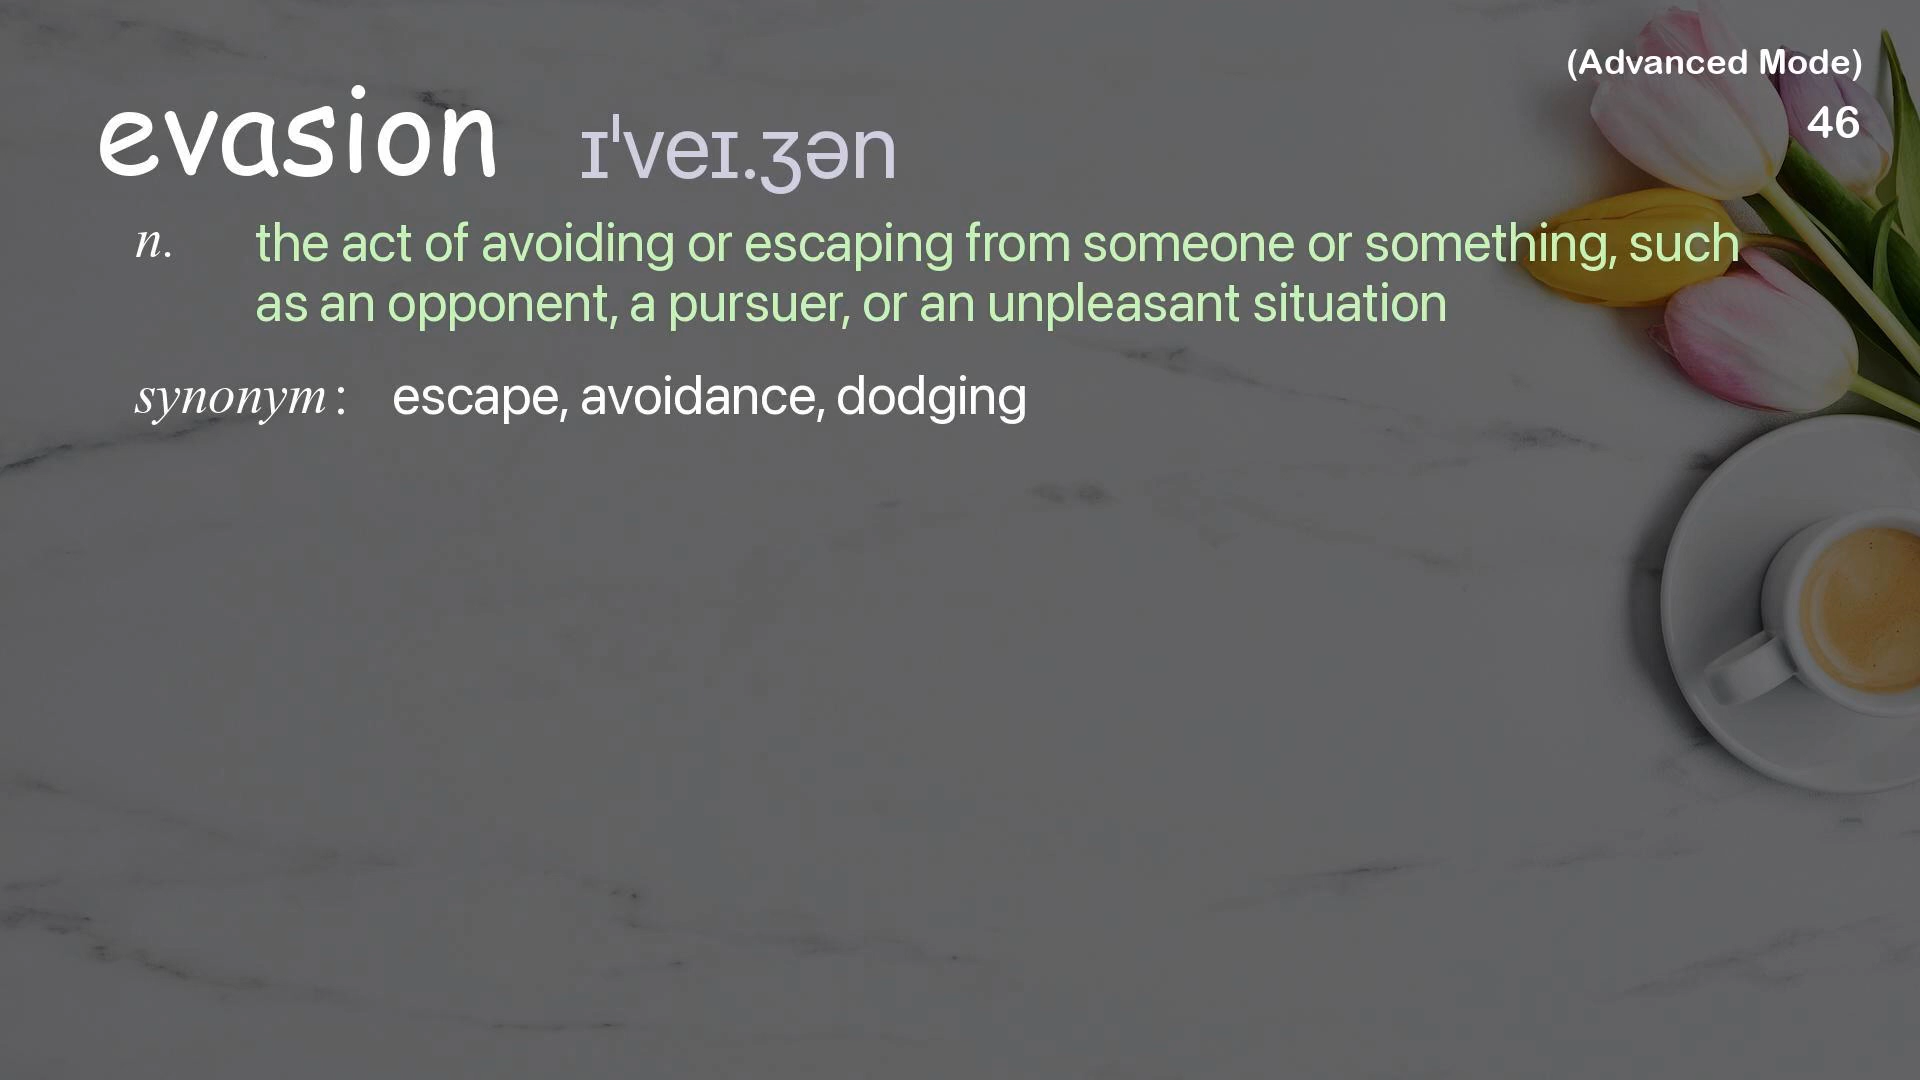 (Advanced Mode)
46
evasion ɪˈveɪ.ʒən
n. the act of avoiding or escaping from someone or something, such
as an opponent, a pursuer, or an unpleasant situation
synonym: escape, avoidance, dodging